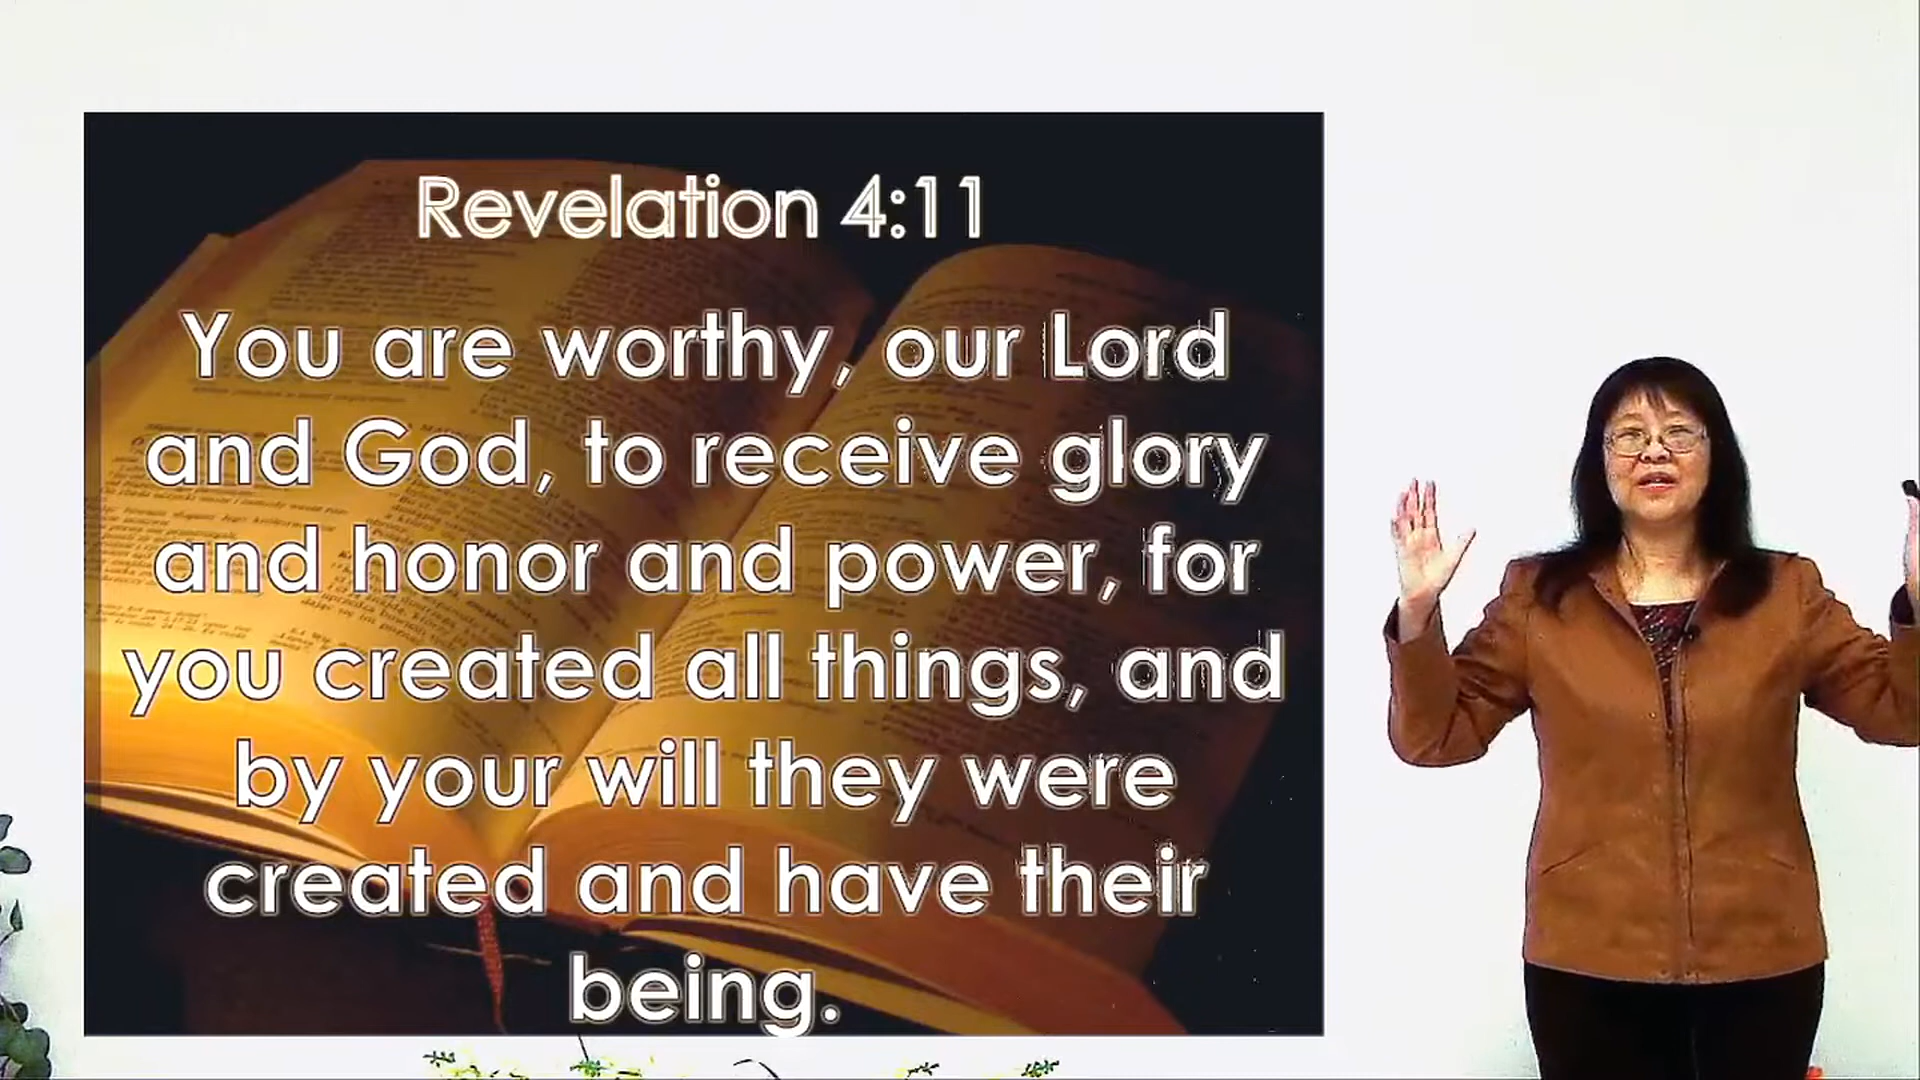 Revelation 4:11
You are worthy, our Lord
and God, to receive glory
and honor and power, for
you created all things, and
by your will they were
created and have their
being.